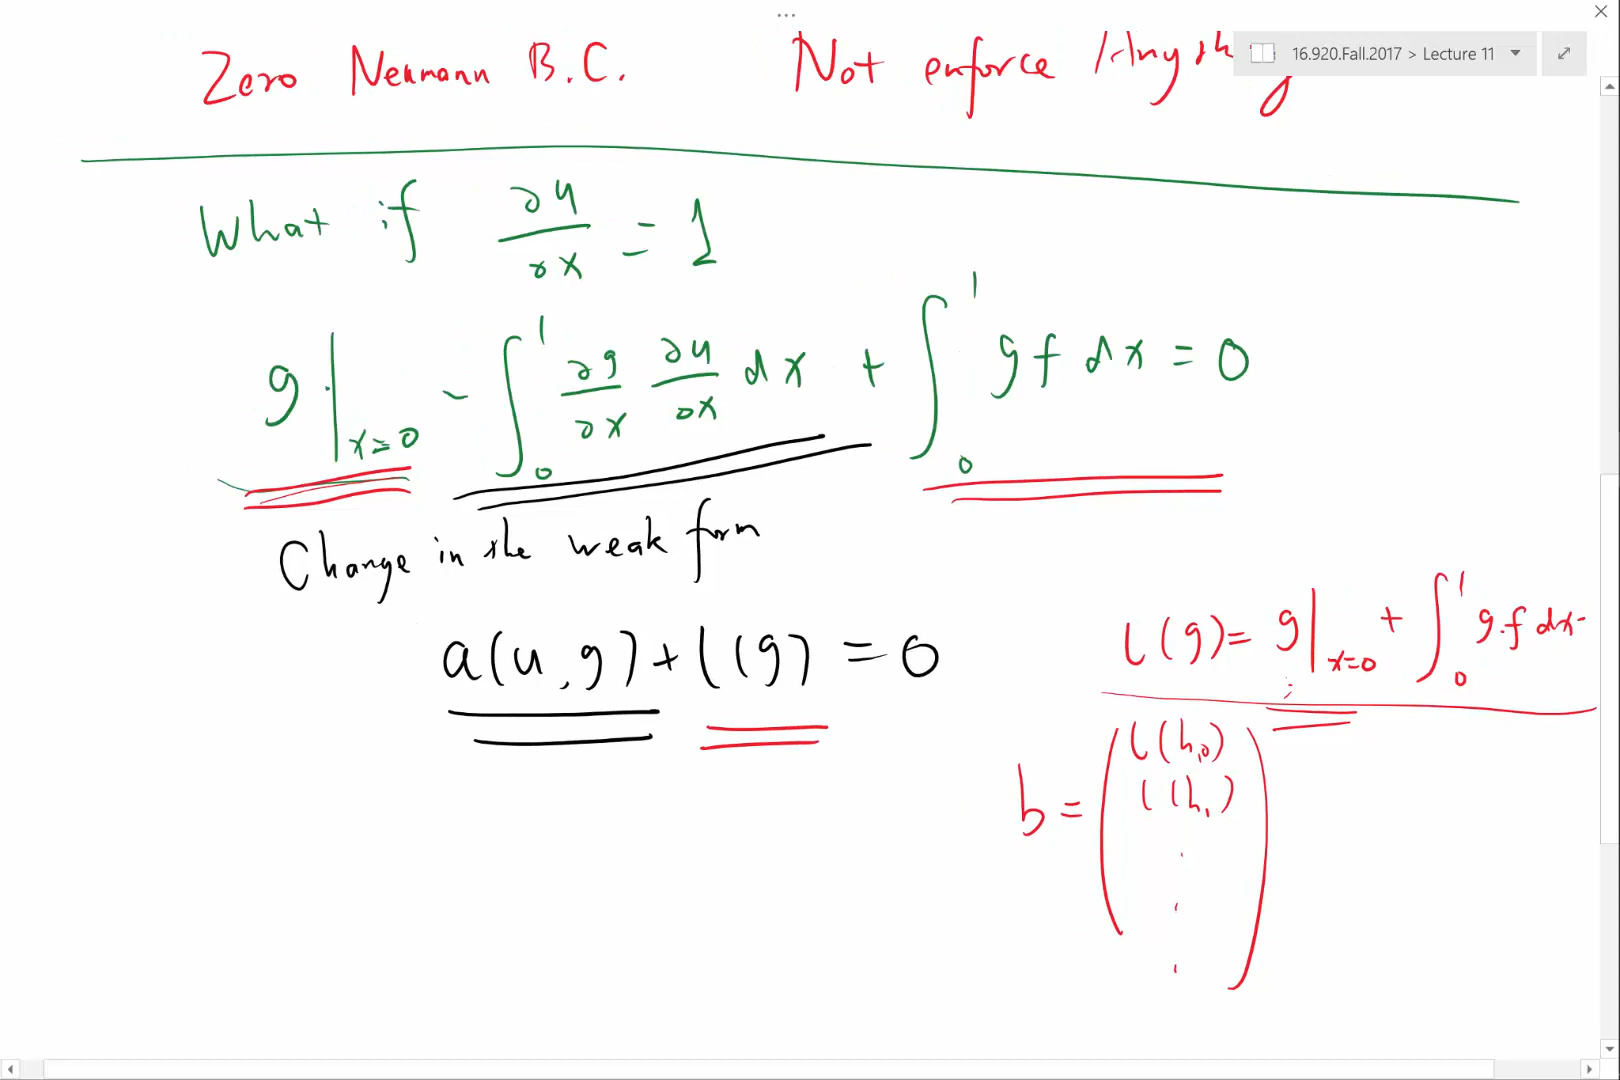 16.920.Fall.2017 > Lecture 11
Zero Neumann B.C. Not enforce Anything
What if ∂u/∂x = 1
g|x=0 - ∫₀¹ ∂g/∂x ∂u/∂x dx + ∫₀¹ g f dx = 0
Change in the weak form
a(u,g) + l(g) = 0
l(g) = g|x=0 + ∫₀¹ g·f dx
b = ( l(h₀)
l(h₁)
.
.
. )